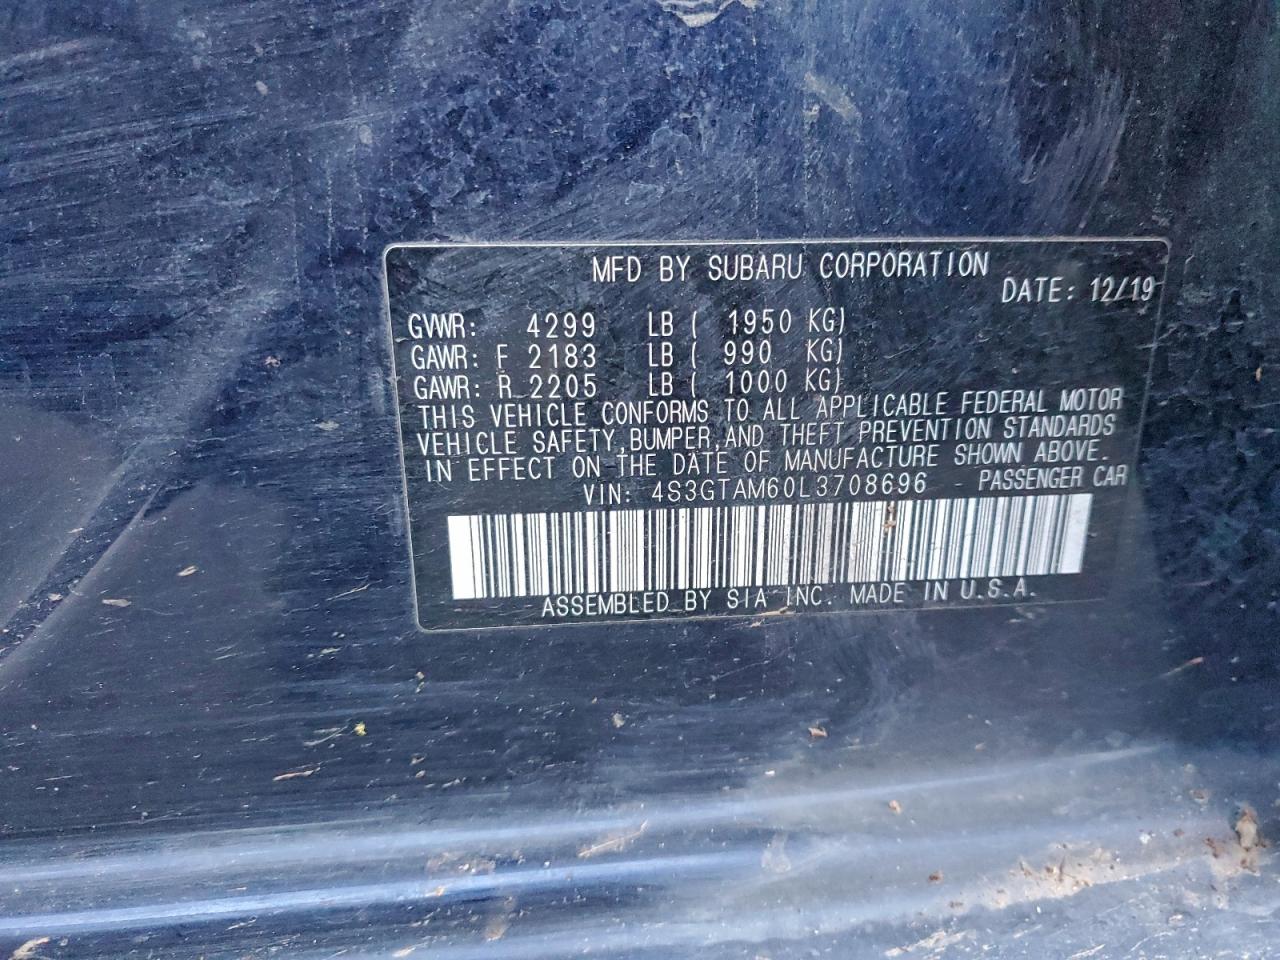 MFD BY SUBARU CORPORATION
DATE: 12/19
GVWR: 4299 LB ( 1950 KG)
GAWR: F 2183 LB ( 990 KG)
GAWR: R 2205 LB ( 1000 KG)
THIS VEHICLE CONFORMS TO ALL APPLICABLE FEDERAL MOTOR
VEHICLE SAFETY,BUMPER,AND THEFT PREVENTION STANDARDS
IN EFFECT ON THE DATE OF MANUFACTURE SHOWN ABOVE.
VIN: 4S3GTAM60L3708696 - PASSENGER CAR
ASSEMBLED BY SIA INC. MADE IN U.S.A.